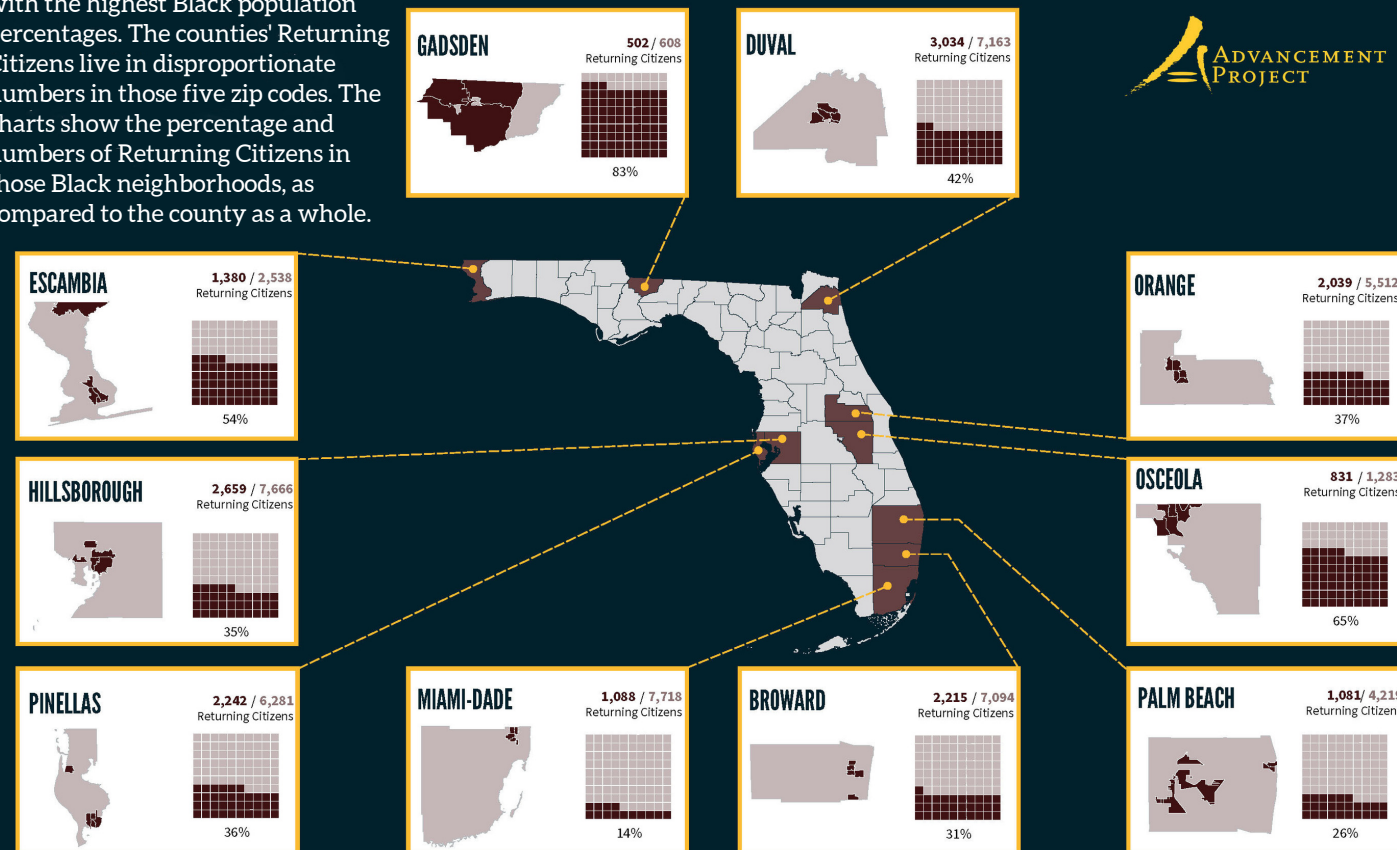 with the highest Black population
percentages. The counties' Returning
Citizens live in disproportionate
numbers in those five zip codes. The
charts show the percentage and
numbers of Returning Citizens in
those Black neighborhoods, as
compared to the county as a whole.
GADSDEN
502 / 608
Returning Citizens
83%
DUVAL
3,034 / 7,163
Returning Citizens
42%
ADVANCEMENT
PROJECT
ESCAMBIA
1,380 / 2,538
Returning Citizens
54%
ORANGE
2,039 / 5,512
Returning Citizens
37%
HILLSBOROUGH
2,659 / 7,666
Returning Citizens
35%
OSCEOLA
831 / 1,283
Returning Citizens
65%
PINELLAS
2,242 / 6,281
Returning Citizens
36%
MIAMI-DADE
1,088 / 7,718
Returning Citizens
14%
BROWARD
2,215 / 7,094
Returning Citizens
31%
PALM BEACH
1,081/ 4,219
Returning Citizens
26%